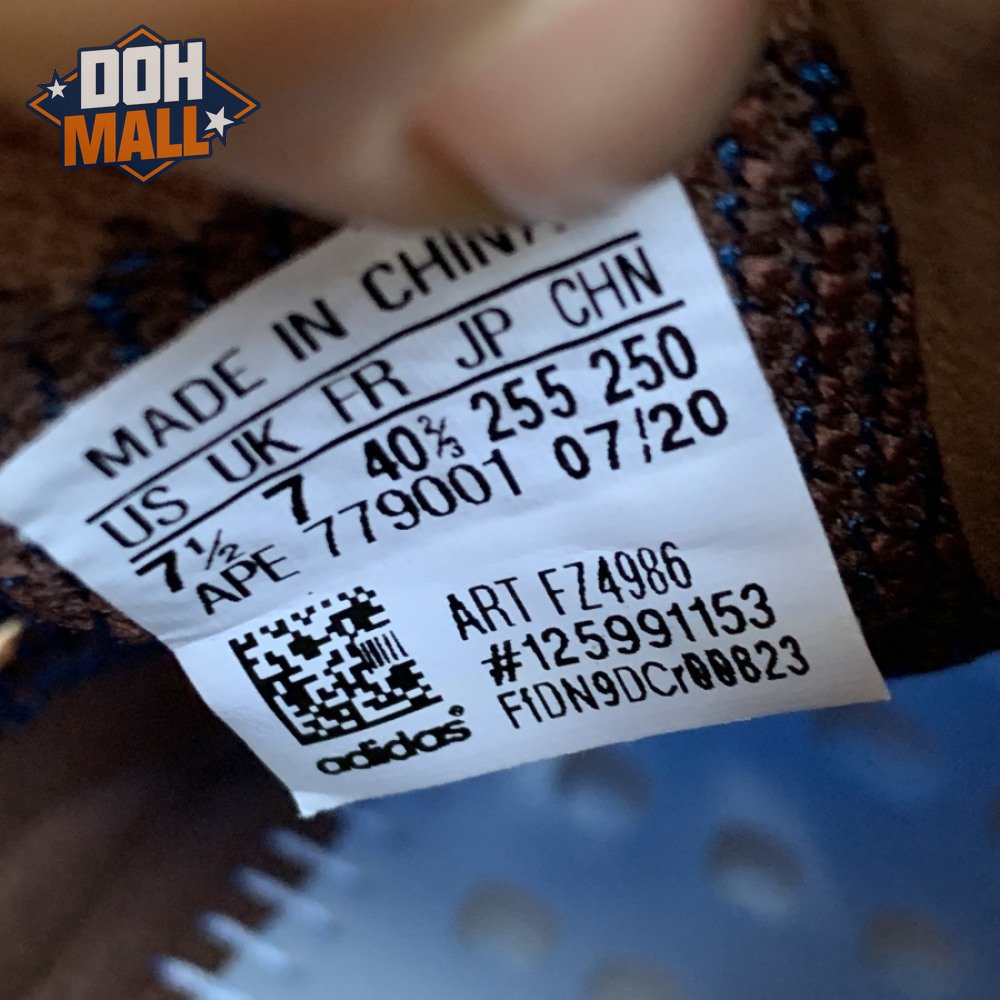 DOH
MALL
MADE IN CHINA
US UK FR JP CHN
7½ 7 40⅔ 255 250
APE 779001 07/20
ART FZ4986
#125991153
adidas